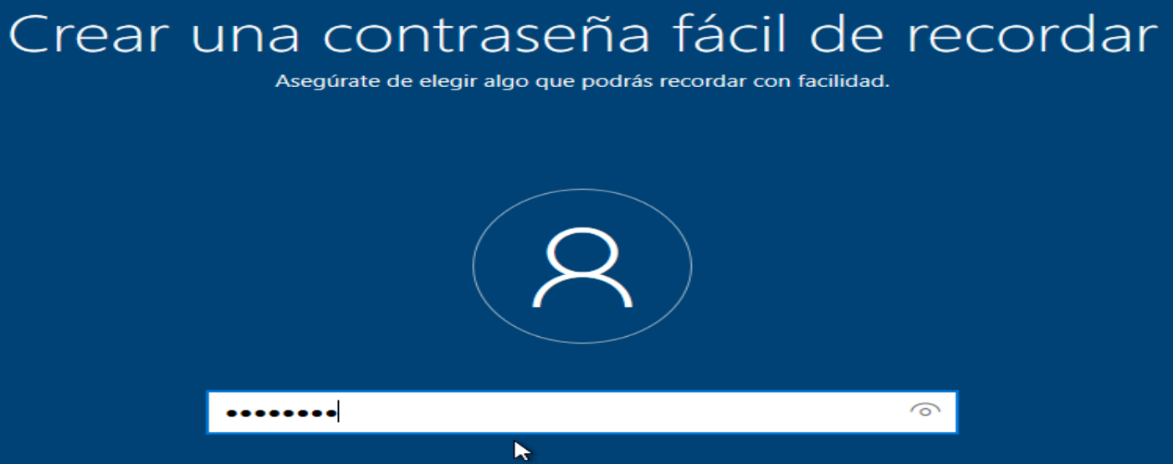 Crear una contraseña fácil de recordar
Asegúrate de elegir algo que podrás recordar con facilidad.
••••••••